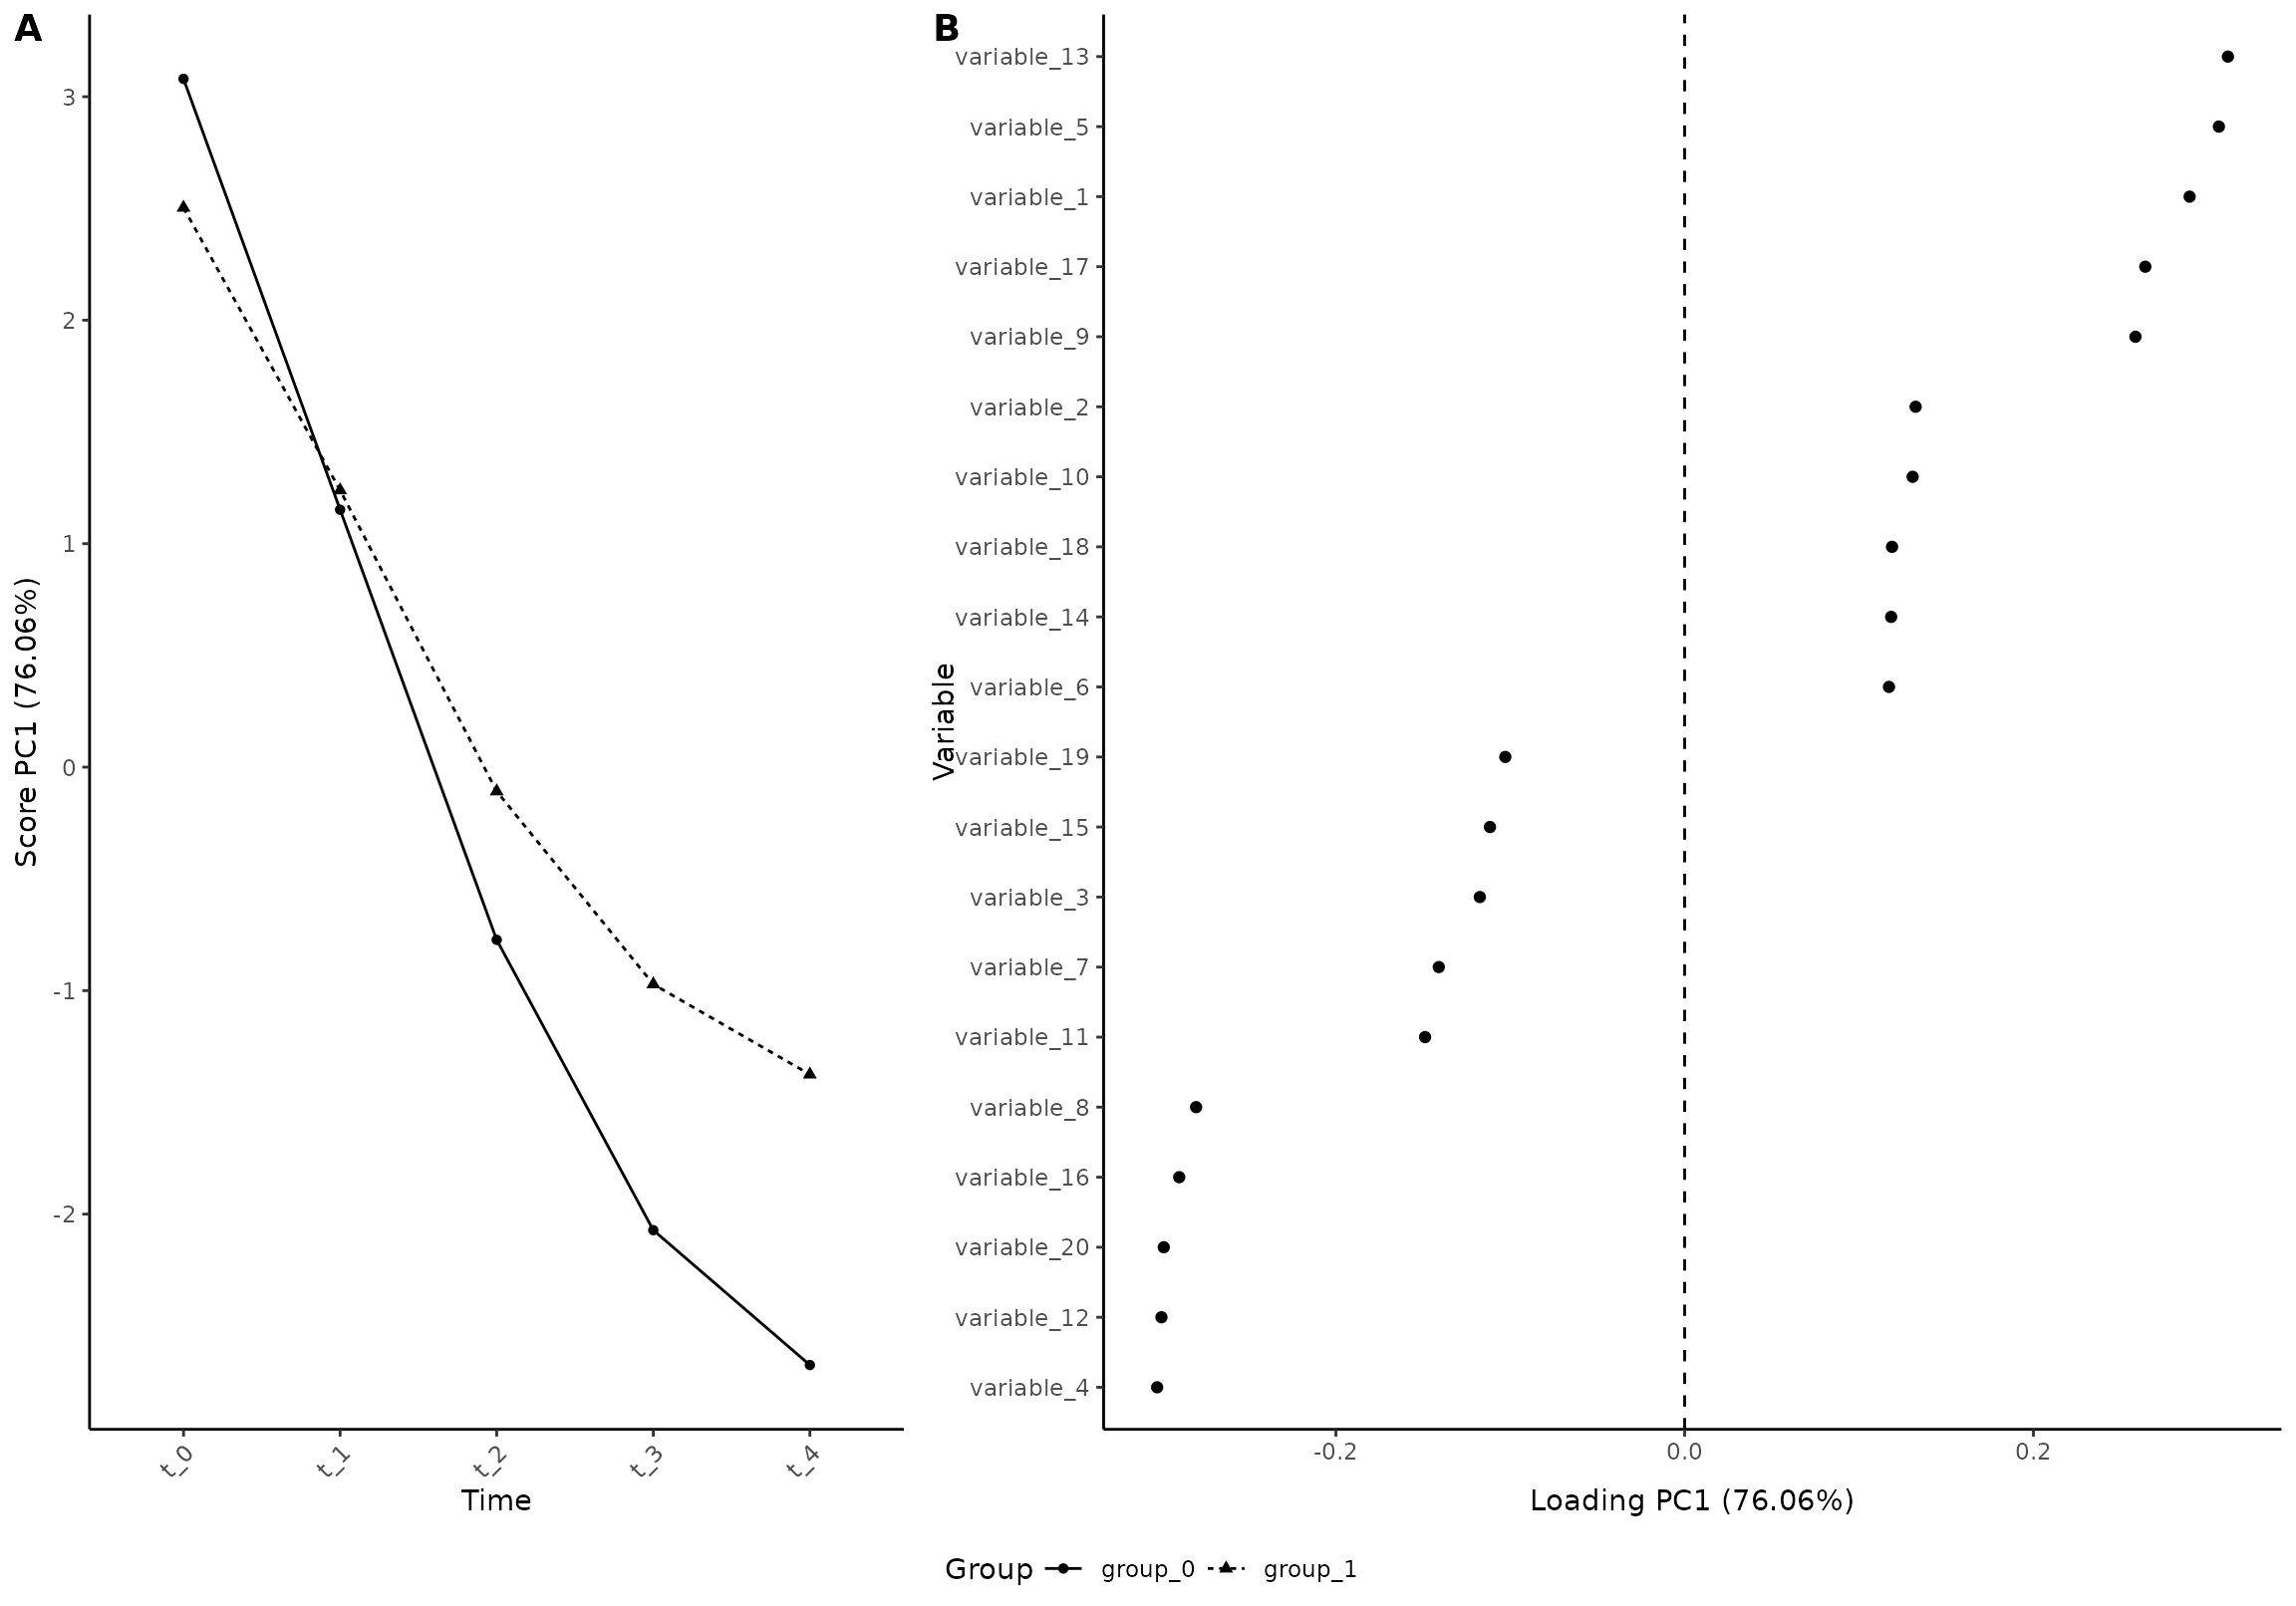 A
Score PC1 (76.06%)
3
2
1
0
-1
-2
t_0
t_1
t_2
t_3
t_4
Time
B
Variable
variable_13
variable_5
variable_1
variable_17
variable_9
variable_2
variable_10
variable_18
variable_14
variable_6
variable_19
variable_15
variable_3
variable_7
variable_11
variable_8
variable_16
variable_20
variable_12
variable_4
-0.2
0.0
0.2
Loading PC1 (76.06%)
Group group_0 group_1